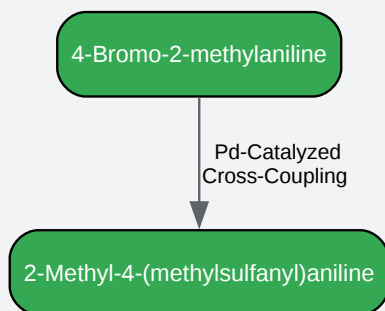 4-Bromo-2-methylaniline
Pd-Catalyzed
Cross-Coupling
2-Methyl-4-(methylsulfanyl)aniline